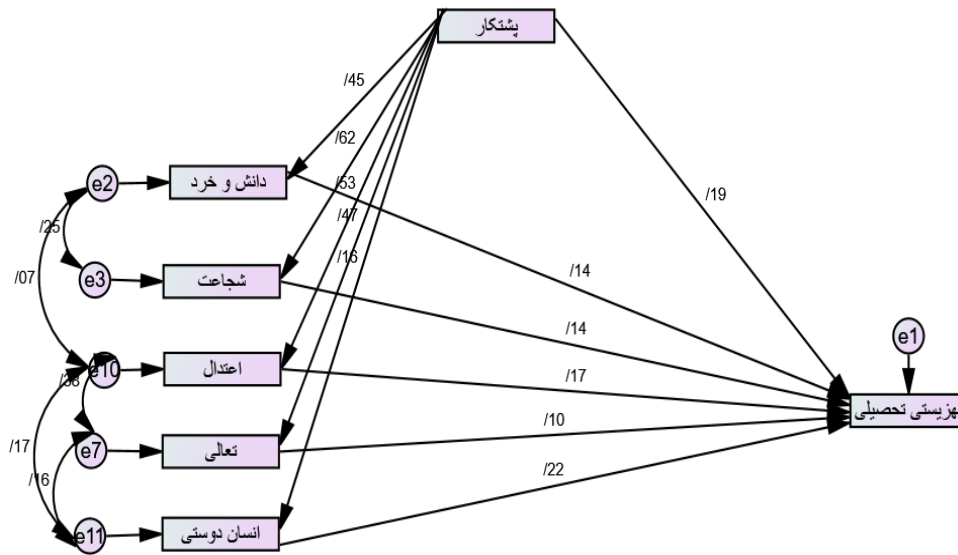 پشتکار
/45
/62
/53
/47
/16
/19
e2
دانش و خرد
/25
/07
/14
e3
شجاعت
/14
e1
e10
اعتدال
/38
/17
بهزیستی تحصیلی
/10
e7
تعالی
/17
/16
/22
e11
انسان دوستی